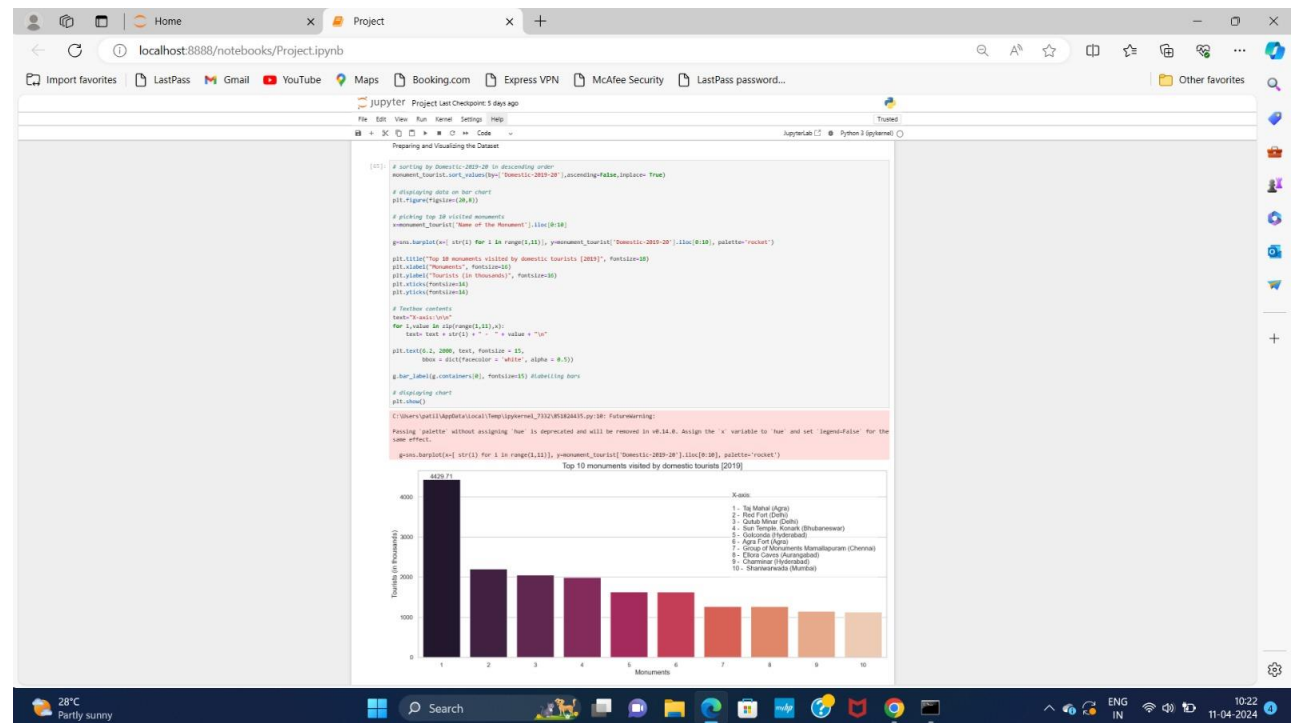 Home
Project
localhost:8888/notebooks/Project.ipynb
Import favorites LastPass Gmail YouTube Maps Booking.com Express VPN McAfee Security LastPass password... Other favorites
jupyter Project Last Checkpoint: 5 days ago
File Edit View Run Kernel Settings Help Trusted
Code JupyterLab Python 3 (ipykernel)
Preparing and Visualizing the Dataset
# sorting by Domestic-2019-20 in descending order
monument_tourist.sort_values(by=['Domestic-2019-20'],ascending=False,inplace= True)
# displaying data on bar chart
plt.figure(figsize=(20,8))
# picking top 10 visited monuments
x=monument_tourist['Name of the Monument'].iloc[0:10]
g=sns.barplot(x=[ str(i) for i in range(1,11)], y=monument_tourist['Domestic-2019-20'].iloc[0:10], palette='rocket')
plt.title("Top 10 monuments visited by domestic tourists [2019]", fontsize=18)
plt.xlabel("Monuments", fontsize=16)
plt.ylabel("Tourists (in thousands)", fontsize=16)
plt.xticks(fontsize=14)
plt.yticks(fontsize=14)
# Textbox contents
text="X-axis:\n\n"
for i,value in zip(range(1,11),x):
text= text + str(i) + " - " + value + "\n"
plt.text(6.2, 2000, text, fontsize = 15,
bbox = dict(facecolor = 'white', alpha = 0.5))
g.bar_label(g.containers[0], fontsize=15) #labelling bars
# displaying chart
plt.show()
C:\Users\patil\AppData\Local\Temp\ipykernel_7332\851024435.py:10: FutureWarning:
Passing `palette` without assigning `hue` is deprecated and will be removed in v0.14.0. Assign the `x` variable to `hue` and set `legend=False` for the
same effect.
g=sns.barplot(x=[ str(i) for i in range(1,11)], y=monument_tourist['Domestic-2019-20'].iloc[0:10], palette='rocket')
Top 10 monuments visited by domestic tourists [2019]
4429.71
4000
3000
2000
1000
0
Tourists (in thousands)
X-axis:
1 - Taj Mahal (Agra)
2 - Red Fort (Delhi)
3 - Qutub Minar (Delhi)
4 - Sun Temple, Konark (Bhubaneswar)
5 - Golconda (Hyderabad)
6 - Agra Fort (Agra)
7 - Group of Monuments Mamallapuram (Chennai)
8 - Ellora Caves (Aurangabad)
9 - Charminar (Hyderabad)
10 - Shaniwarwada (Mumbai)
1 2 3 4 5 6 7 8 9 10
Monuments
28°C
Partly sunny
Search
ENG
IN
10:22
11-04-2024
4